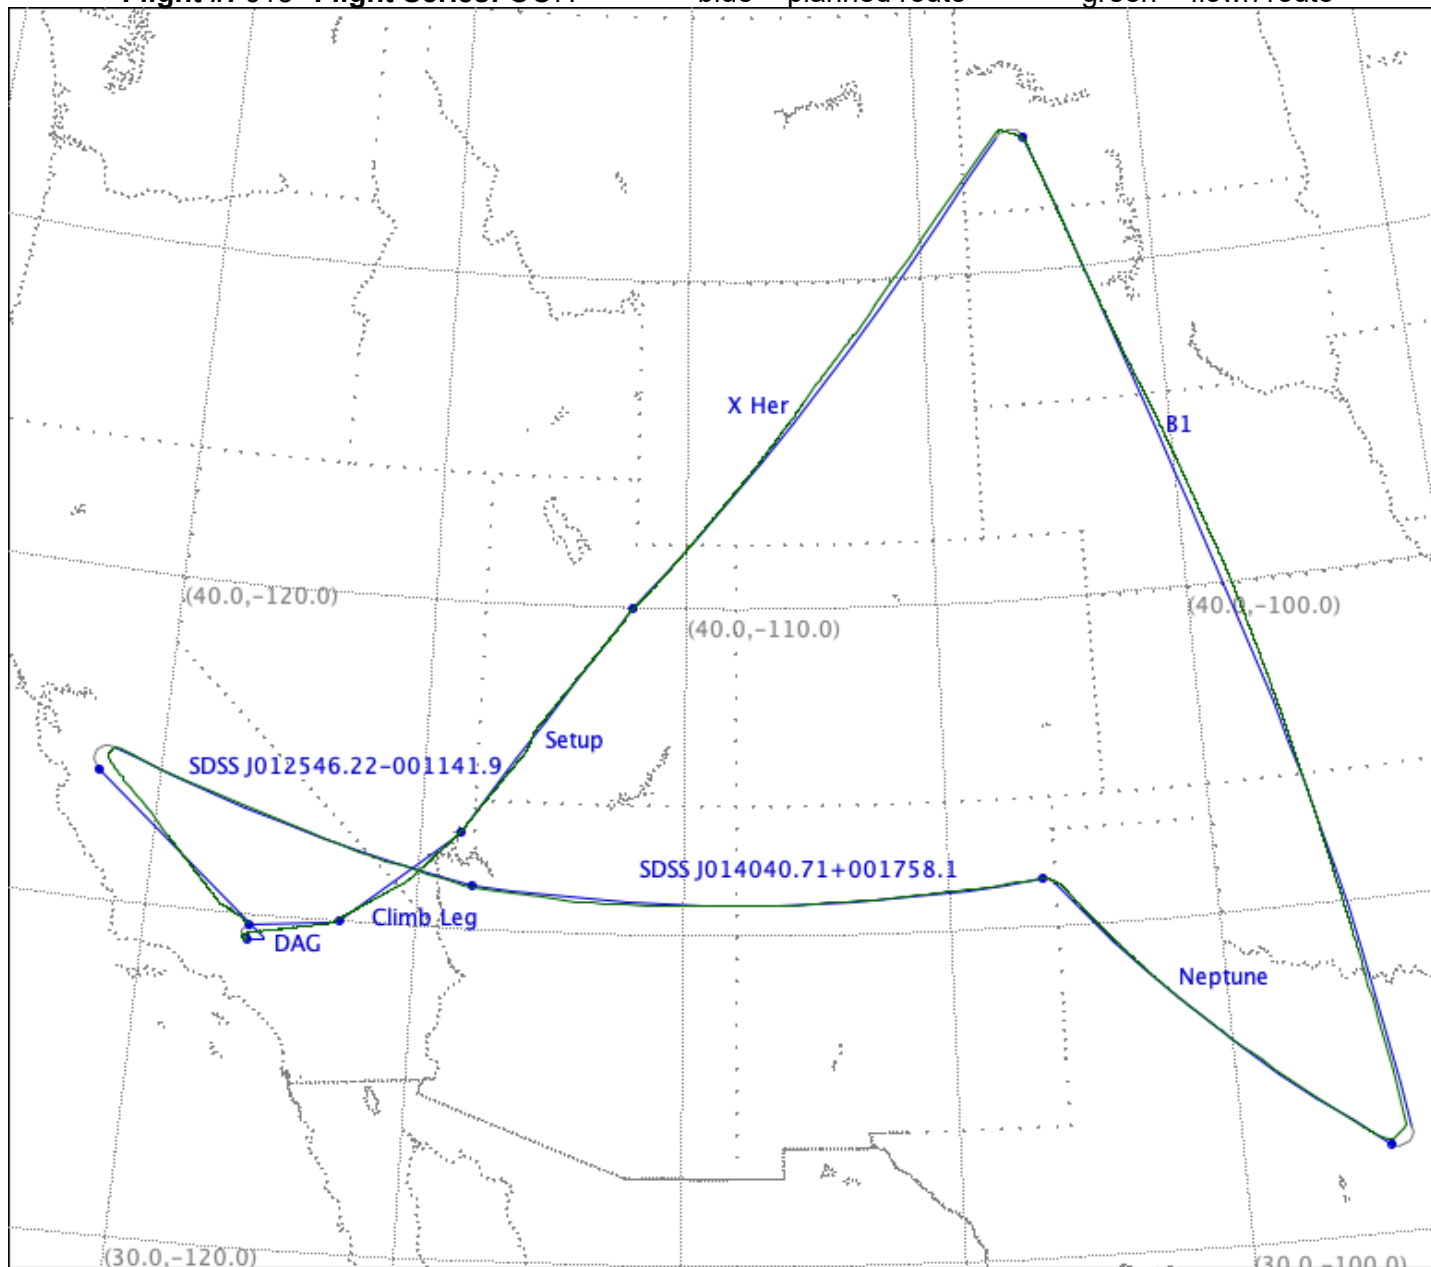 X Her
B1
(40.0,-120.0)
(40.0,-100.0)
(40.0,-110.0)
Setup
SDSS J012546.22-001141.9
SDSS J014040.71+001758.1
Climb Leg
DAG
Neptune
(30.0,-120.0)
(30.0,-100.0)